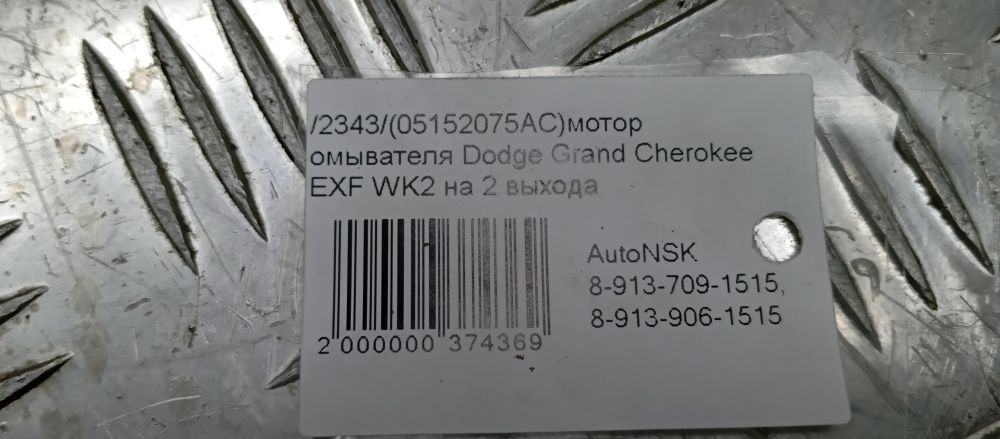 /2343/(05152075AC)мотор
омывателя Dodge Grand Cherokee
EXF WK2 на 2 выхода
AutoNSK
8-913-709-1515,
8-913-906-1515
2 000000 374369